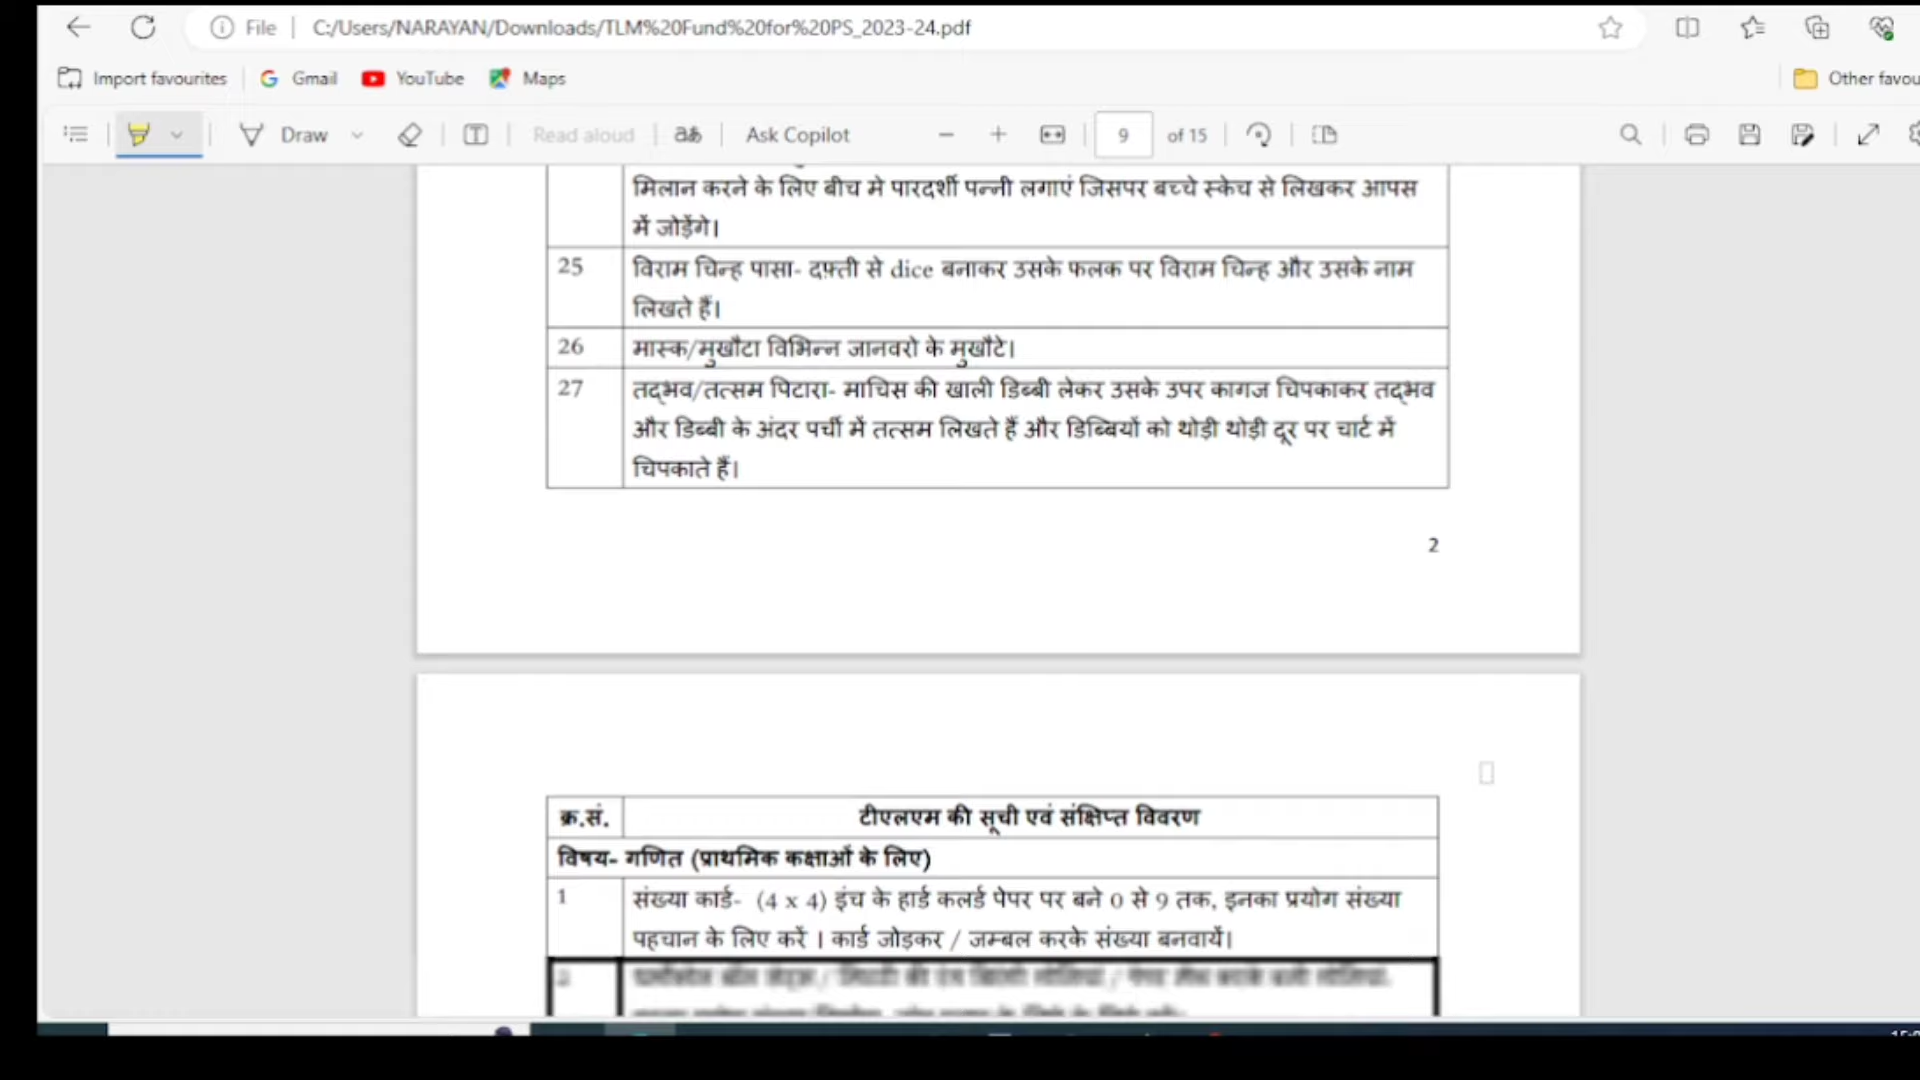 File
C:/Users/NARAYAN/Downloads/TLM%20Fund%20for%20PS_2023-24.pdf
Import favourites Gmail YouTube Maps Other favou
Draw Read aloud aあ Ask Copilot 9 of 15
मिलान करने के लिए बीच मे पारदर्शी पन्नी लगाएं जिसपर बच्चे स्केच से लिखकर आपस
में जोड़ेंगे।
25 विराम चिन्ह पासा- दफ़्ती से dice बनाकर उसके फलक पर विराम चिन्ह और उसके नाम
लिखते हैं।
26 मास्क/मुखौटा विभिन्न जानवरो के मुखौटे।
27 तद्भव/तत्सम पिटारा- माचिस की खाली डिब्बी लेकर उसके उपर कागज चिपकाकर तद्भव
और डिब्बी के अंदर पर्ची में तत्सम लिखते हैं और डिब्बियों को थोड़ी थोड़ी दूर पर चार्ट में
चिपकाते हैं।
2
क्र.सं. टीएलएम की सूची एवं संक्षिप्त विवरण
विषय- गणित (प्राथमिक कक्षाओं के लिए)
1 संख्या कार्ड- (4 x 4) इंच के हार्ड कलर्ड पेपर पर बने 0 से 9 तक, इनका प्रयोग संख्या
पहचान के लिए करें । कार्ड जोड़कर / जम्बल करके संख्या बनवायें।